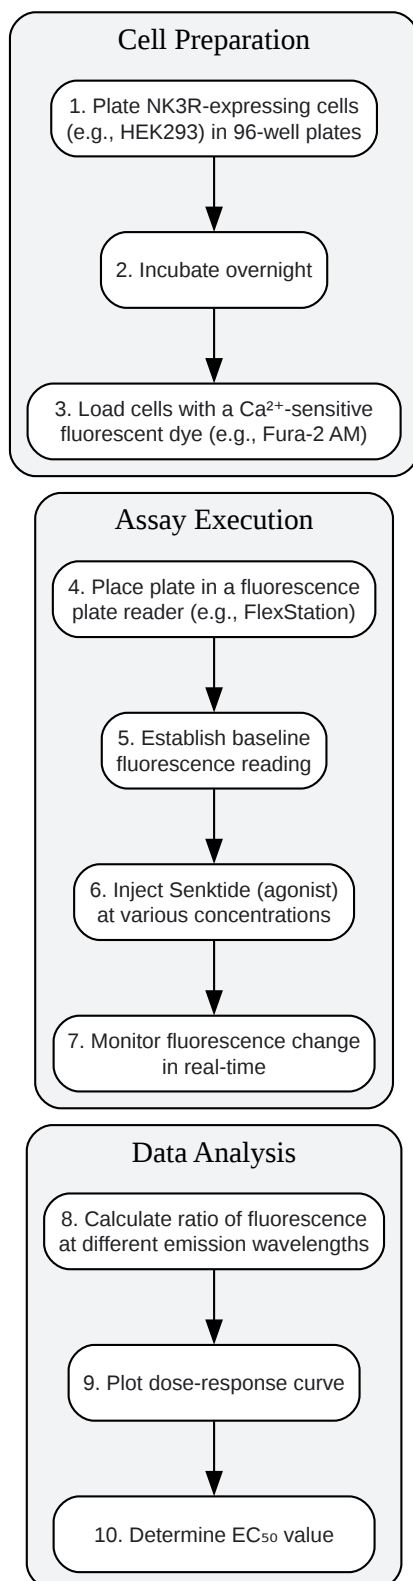 Cell Preparation
1. Plate NK3R-expressing cells
(e.g., HEK293) in 96-well plates
2. Incubate overnight
3. Load cells with a Ca²⁺-sensitive
fluorescent dye (e.g., Fura-2 AM)
Assay Execution
4. Place plate in a fluorescence
plate reader (e.g., FlexStation)
5. Establish baseline
fluorescence reading
6. Inject Senktide (agonist)
at various concentrations
7. Monitor fluorescence change
in real-time
Data Analysis
8. Calculate ratio of fluorescence
at different emission wavelengths
9. Plot dose-response curve
10. Determine EC₅₀ value